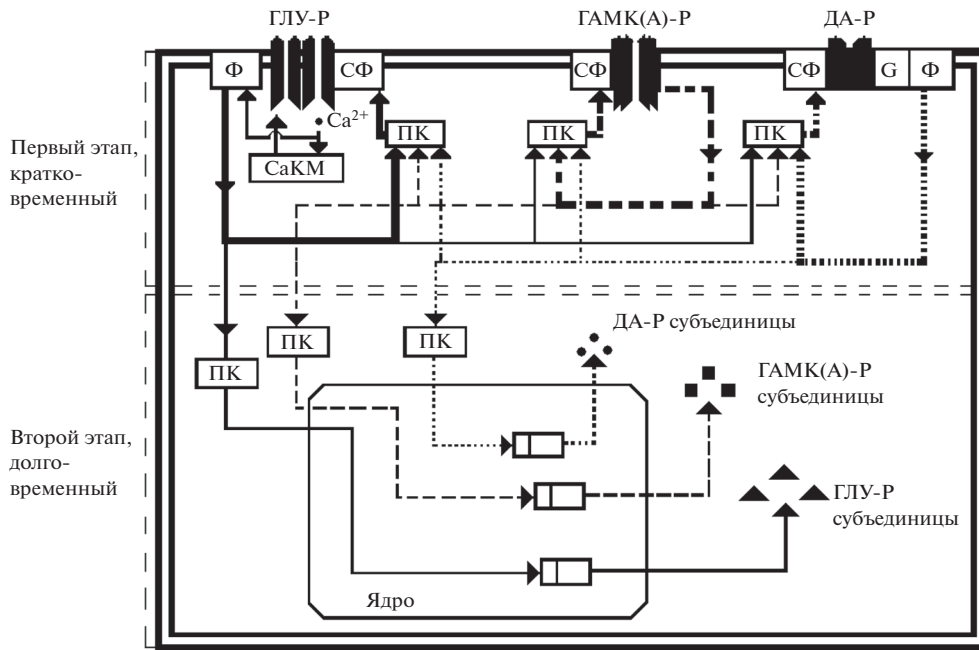 ГЛУ-Р
ГАМК(А)-Р
ДА-Р
Ф
СФ
СФ
СФ
G
Ф
Ca²⁺
ПК
ПК
ПК
СаКМ
Первый этап,
кратко-
временный
ПК
ПК
ПК
ДА-Р субъединицы
ГАМК(А)-Р
субъединицы
Второй этап,
долго-
временный
ГЛУ-Р
субъединицы
Ядро